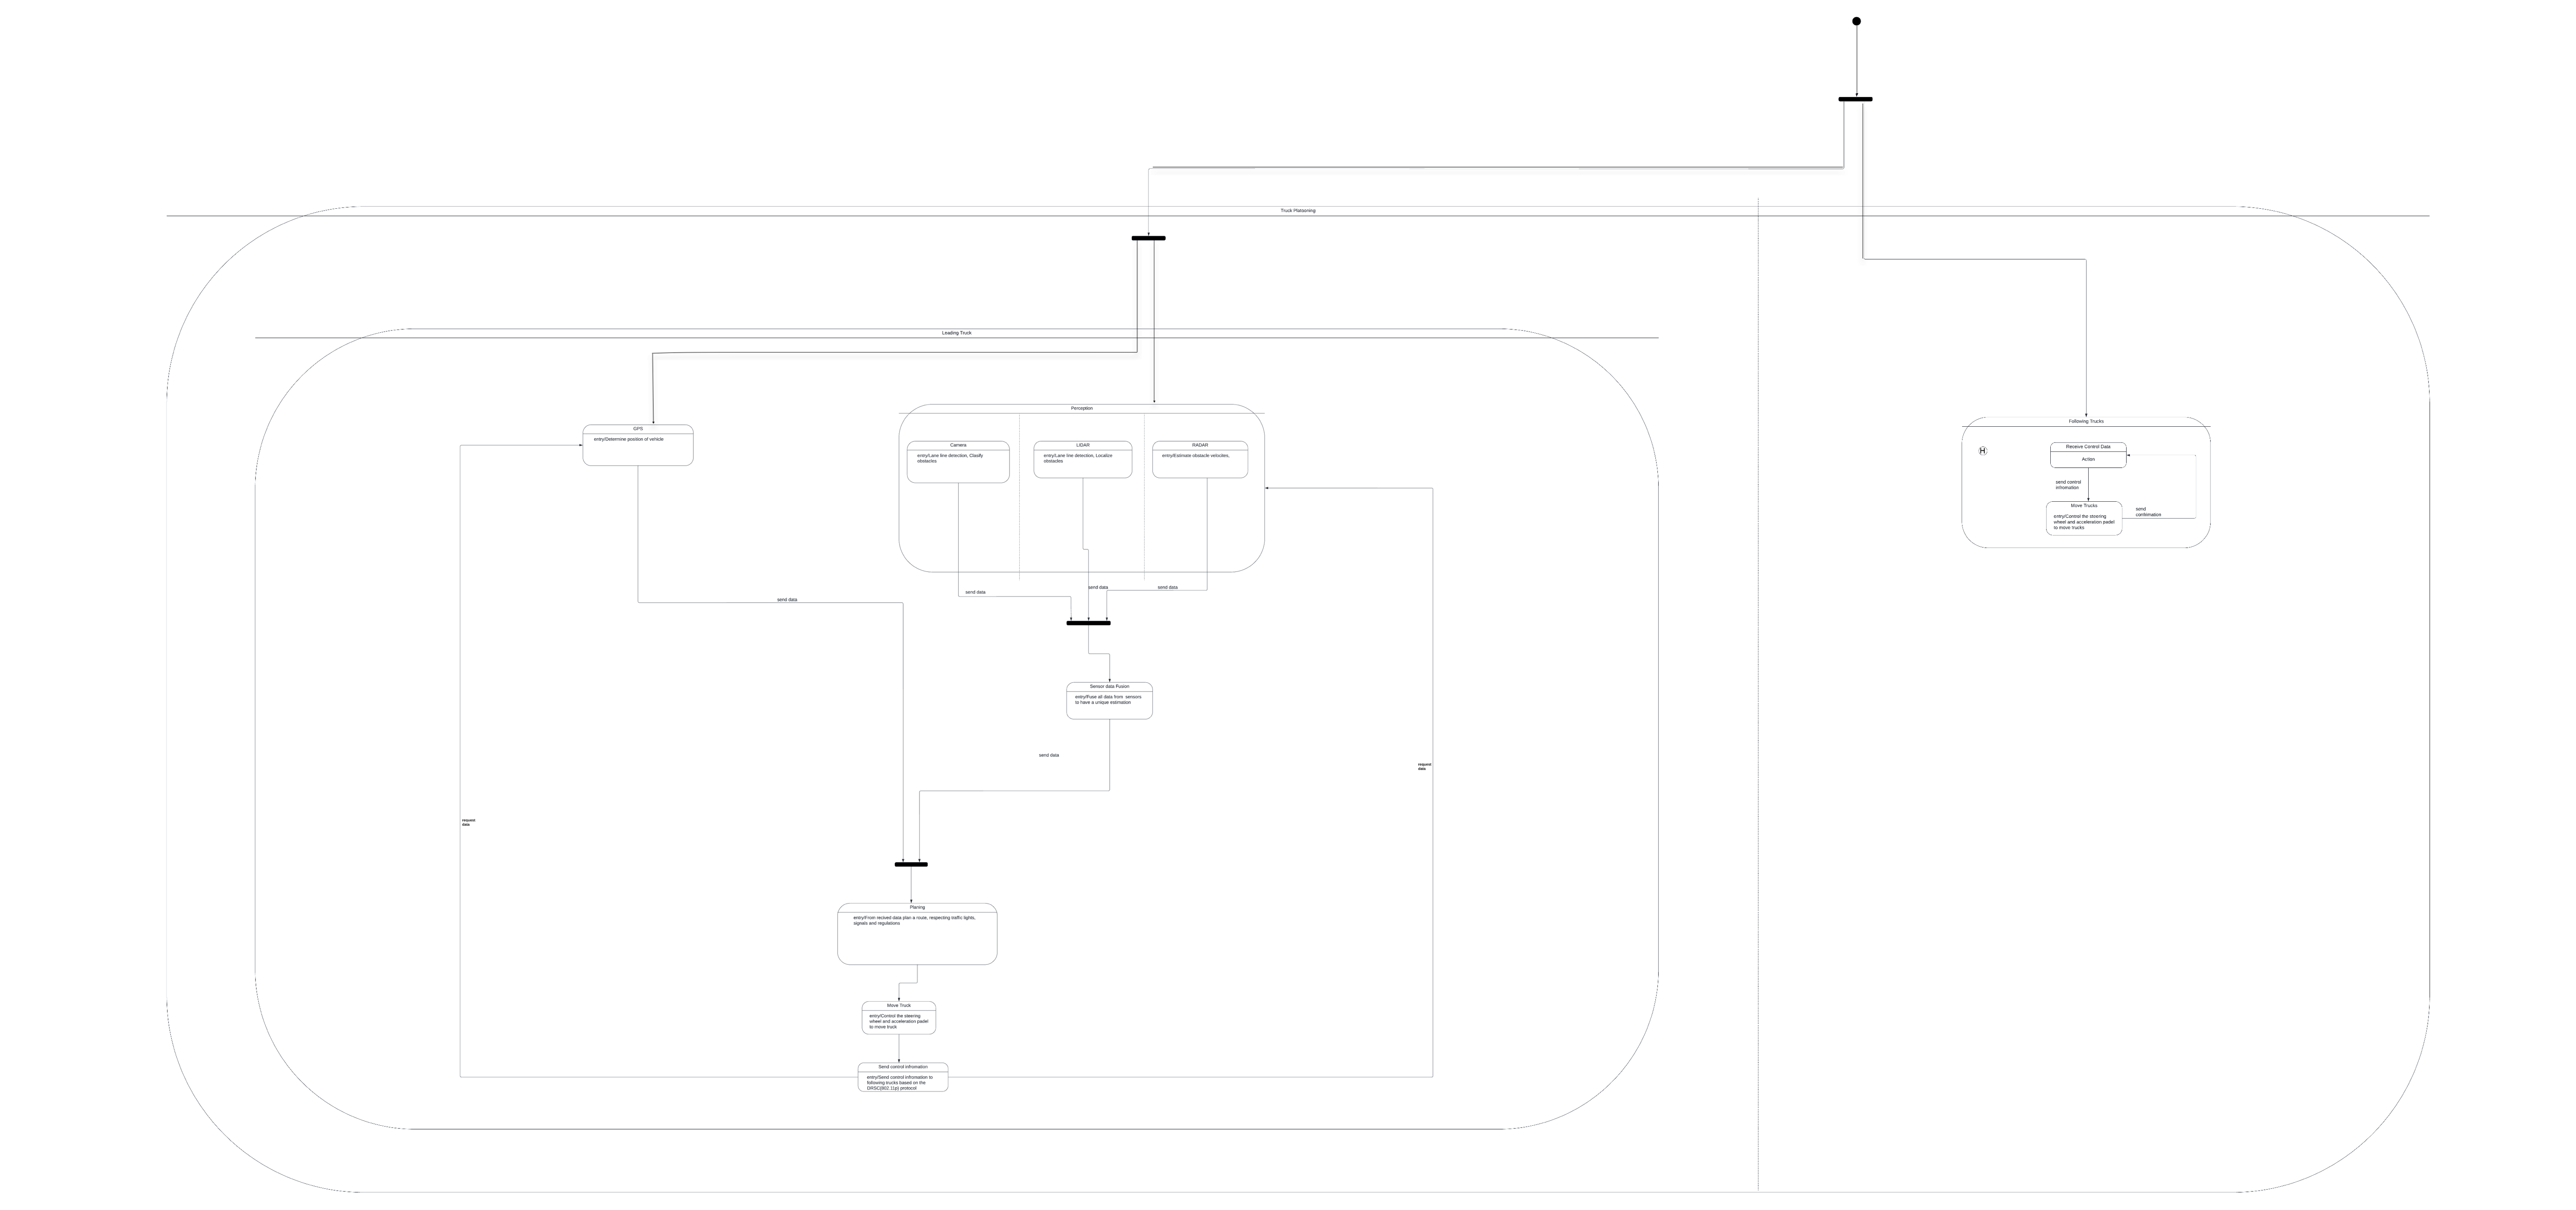 Truck Platooning
Leading Truck
Perception
GPS
entry/Determine position of vehicle
Camera
entry/Lane line detection, Clasify
obstacles
LIDAR
entry/Lane line detection, Localize
obstacles
RADAR
entry/Estimate obstacle velocities,
Following Trucks
H
Receive Control Data
Action
send control
infromation
Move Trucks
entry/Control the steering
wheel and acceleration padel
to move trucks
send
confirmation
send data
send data
send data
send data
Sensor data Fusion
entry/Fuse all data from sensors
to have a unique estimation
send data
request
data
request
data
Planing
entry/From recived data plan a route, respecting traffic lights,
signals and regulations
Move Truck
entry/Control the steering
wheel and acceleration padel
to move truck
Send control infromation
entry/Send control infromation to
following trucks based on the
DRSC(802.11p) protocol